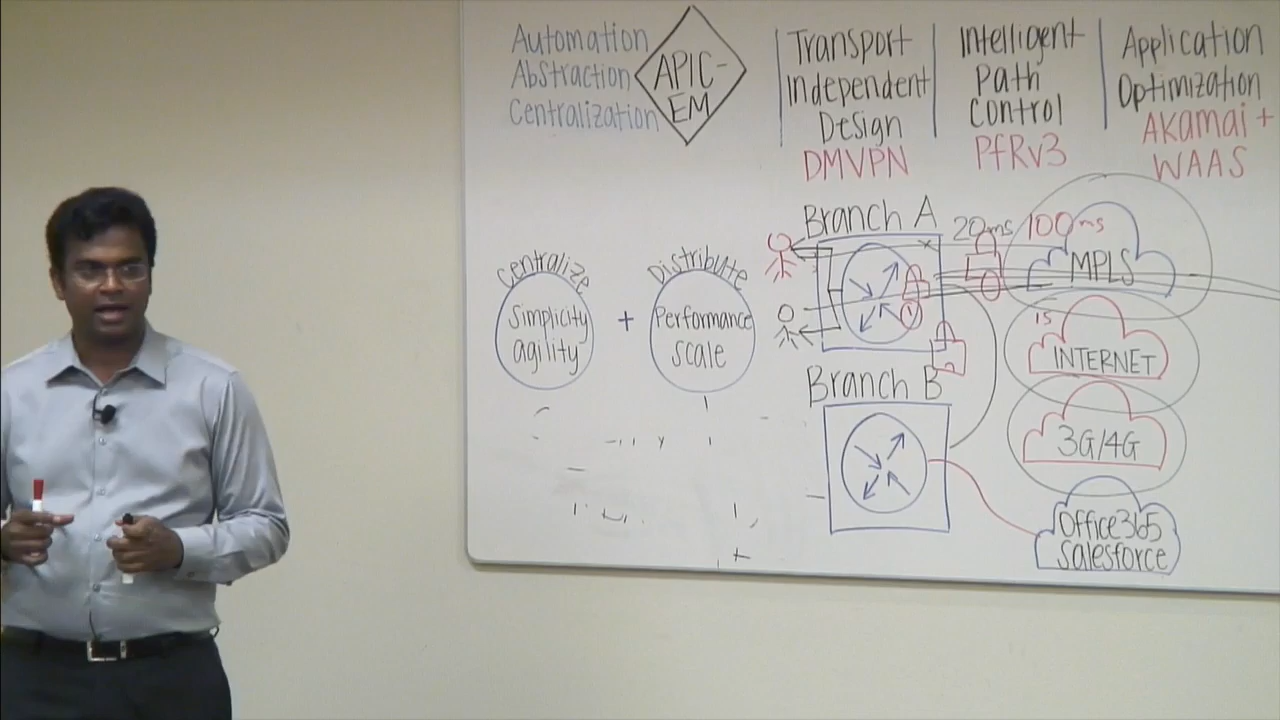 Automation
Abstraction
Centralization
APIC-
EM
Transport
Independent
Design
DMVPN
Intelligent
Path
Control
PfRv3
Application
Optimization
Akamai +
WAAS
Centralize
Simplicity
agility
+
Distribute
Performance
scale
Branch A
20ms 100ms
MPLS
INTERNET
3G/4G
Branch B
Office365
Salesforce